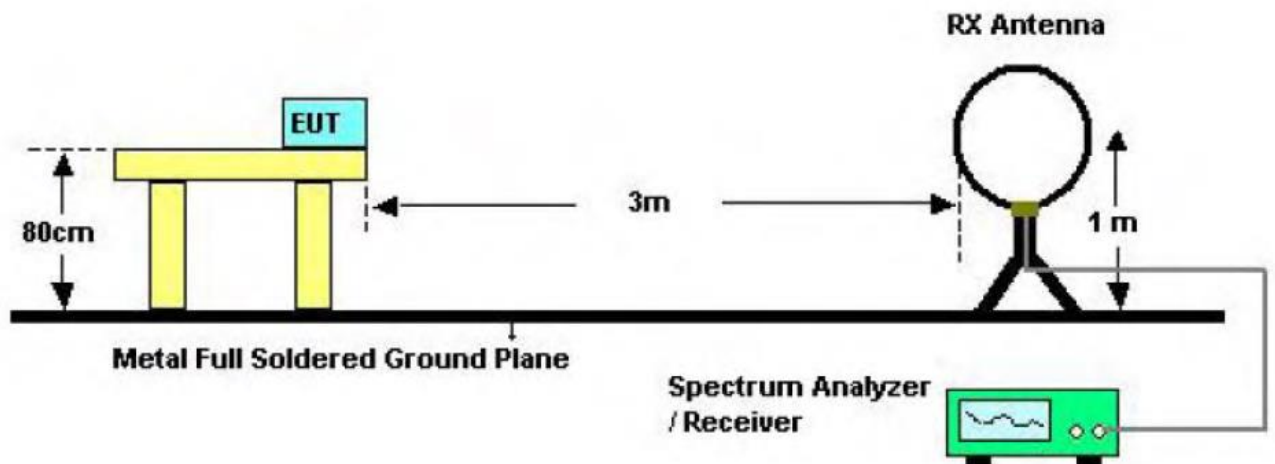 RX Antenna
EUT
80cm
3m
1 m
Metal Full Soldered Ground Plane
Spectrum Analyzer
/ Receiver